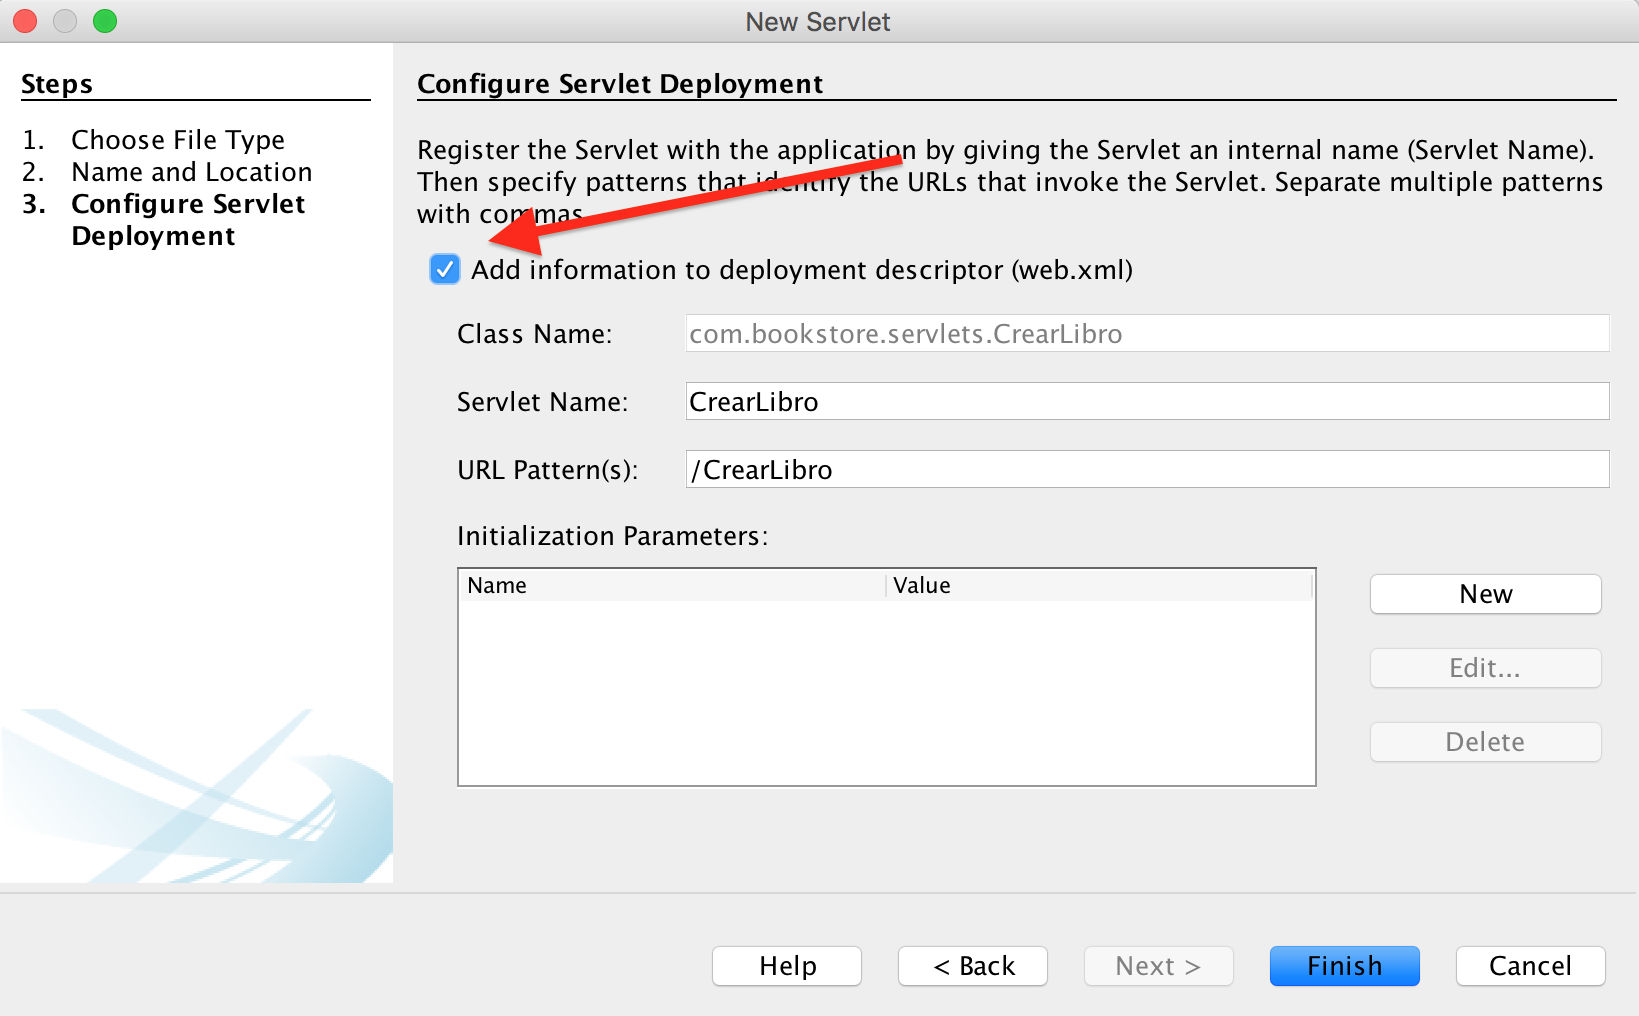 New Servlet
Steps
1. Choose File Type
2. Name and Location
3. Configure Servlet
Deployment
Configure Servlet Deployment
Register the Servlet with the application by giving the Servlet an internal name (Servlet Name).
Then specify patterns that identify the URLs that invoke the Servlet. Separate multiple patterns
with commas.
Add information to deployment descriptor (web.xml)
Class Name: com.bookstore.servlets.CrearLibro
Servlet Name: CrearLibro
URL Pattern(s): /CrearLibro
Initialization Parameters:
Name Value
New
Edit...
Delete
Help < Back Next > Finish Cancel